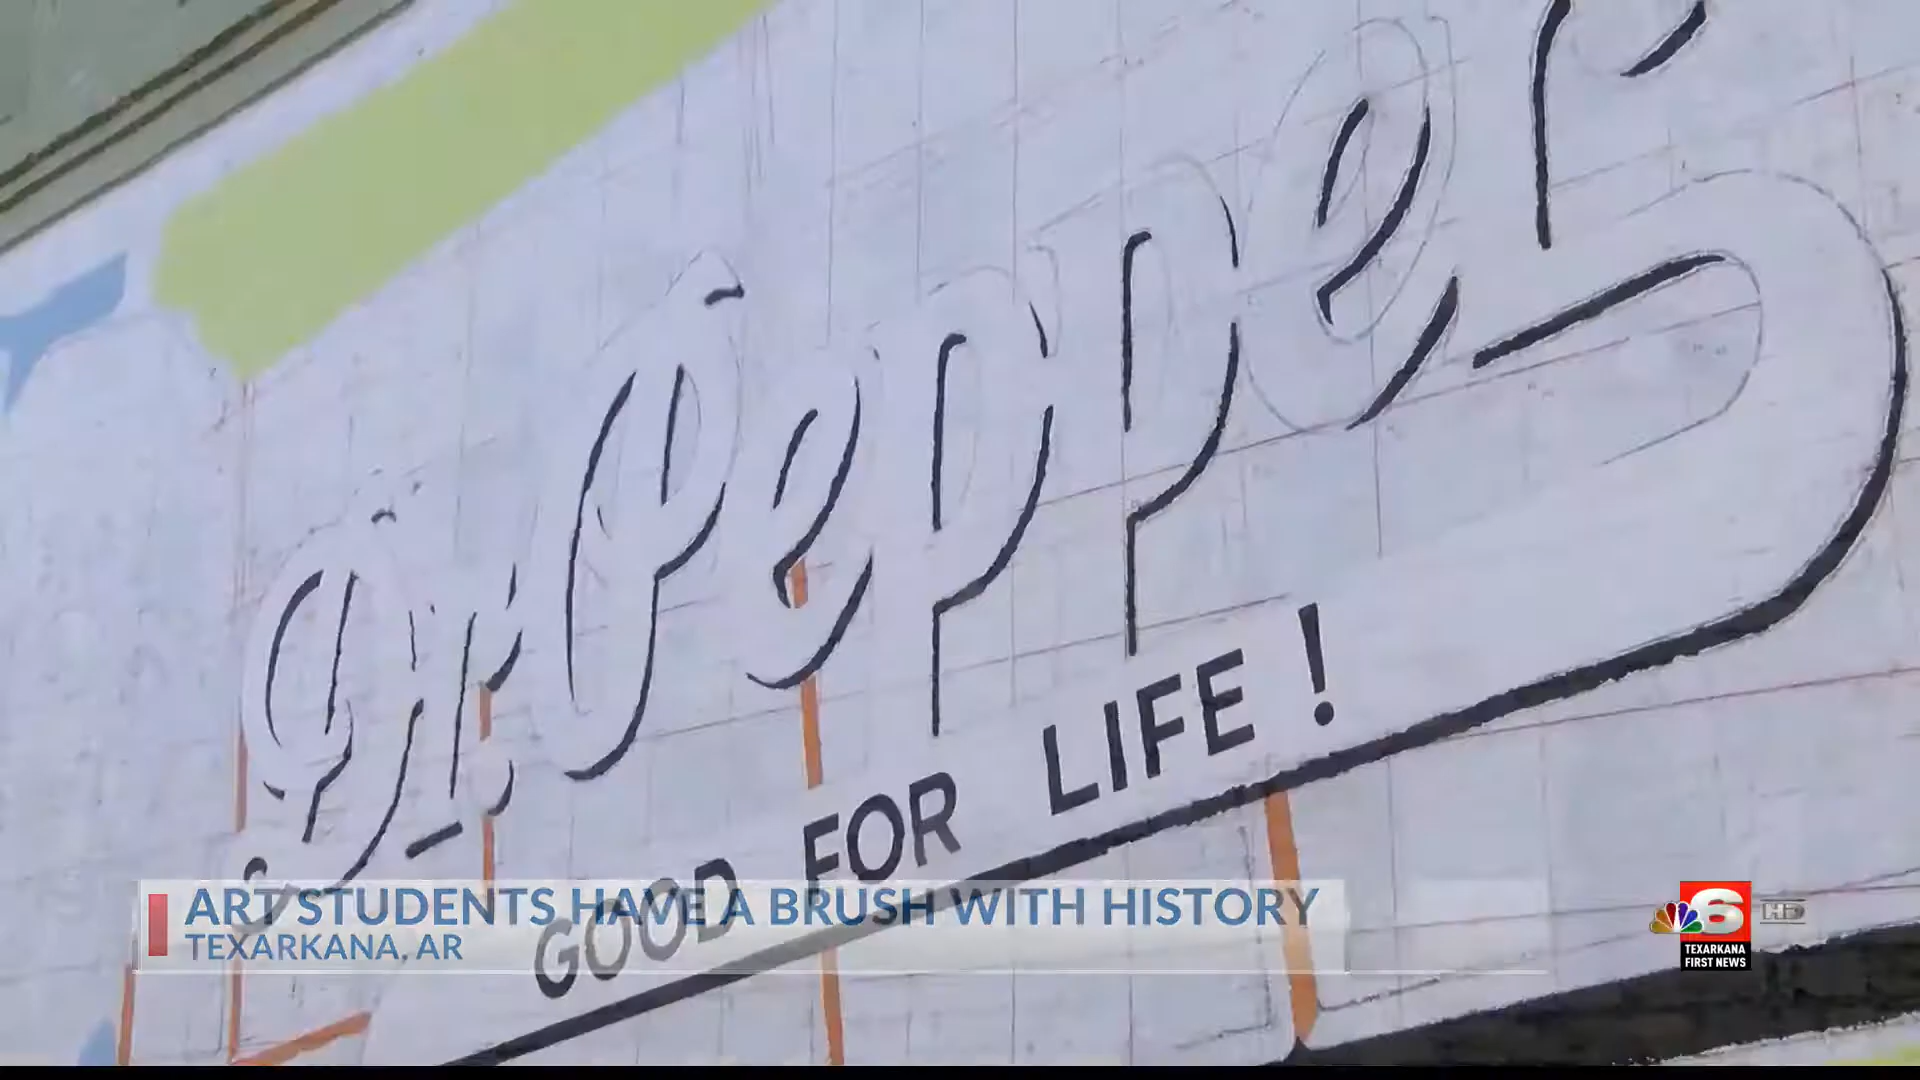 Dr. Pepper
GOOD FOR LIFE!
ART STUDENTS HAVE A BRUSH WITH HISTORY
TEXARKANA, AR
6 HD
TEXARKANA
FIRST NEWS